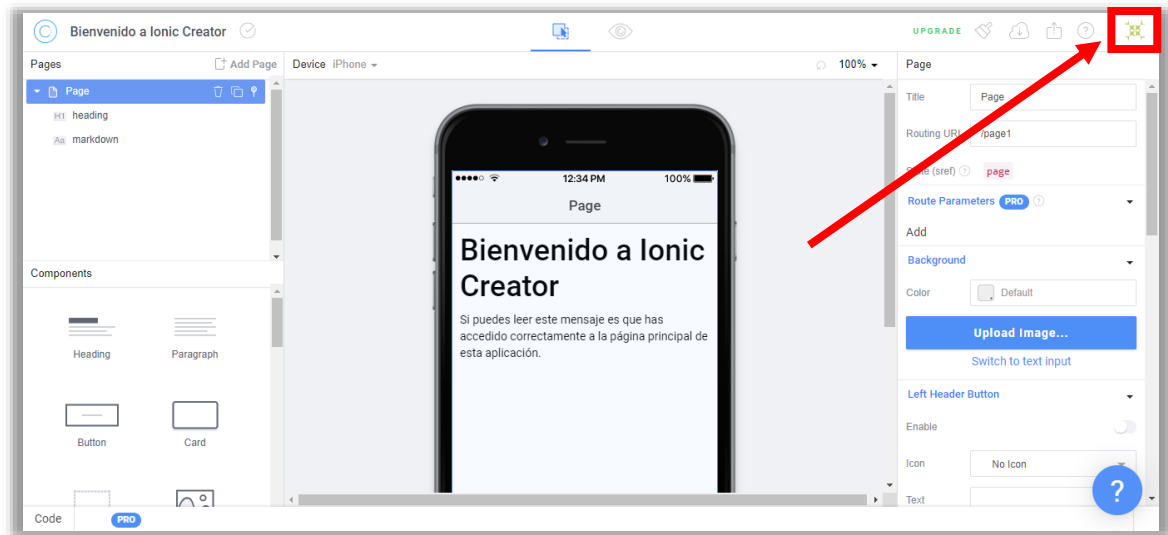 Bienvenido a Ionic Creator
UPGRADE
?
Pages
Add Page
Device iPhone
100%
Page
Page
H1 heading
Aa markdown
Components
Heading
Paragraph
Button
Card
12:34 PM
100%
Page
Bienvenido a Ionic
Creator
Si puedes leer este mensaje es que has
accedido correctamente a la página principal de
esta aplicación.
Title
Page
Routing URL
/page1
(sref) ?
page
Route Parameters PRO ?
Add
Background
Color
Default
Upload Image...
Switch to text input
Left Header Button
Enable
Icon
No Icon
Text
?
Code
PRO